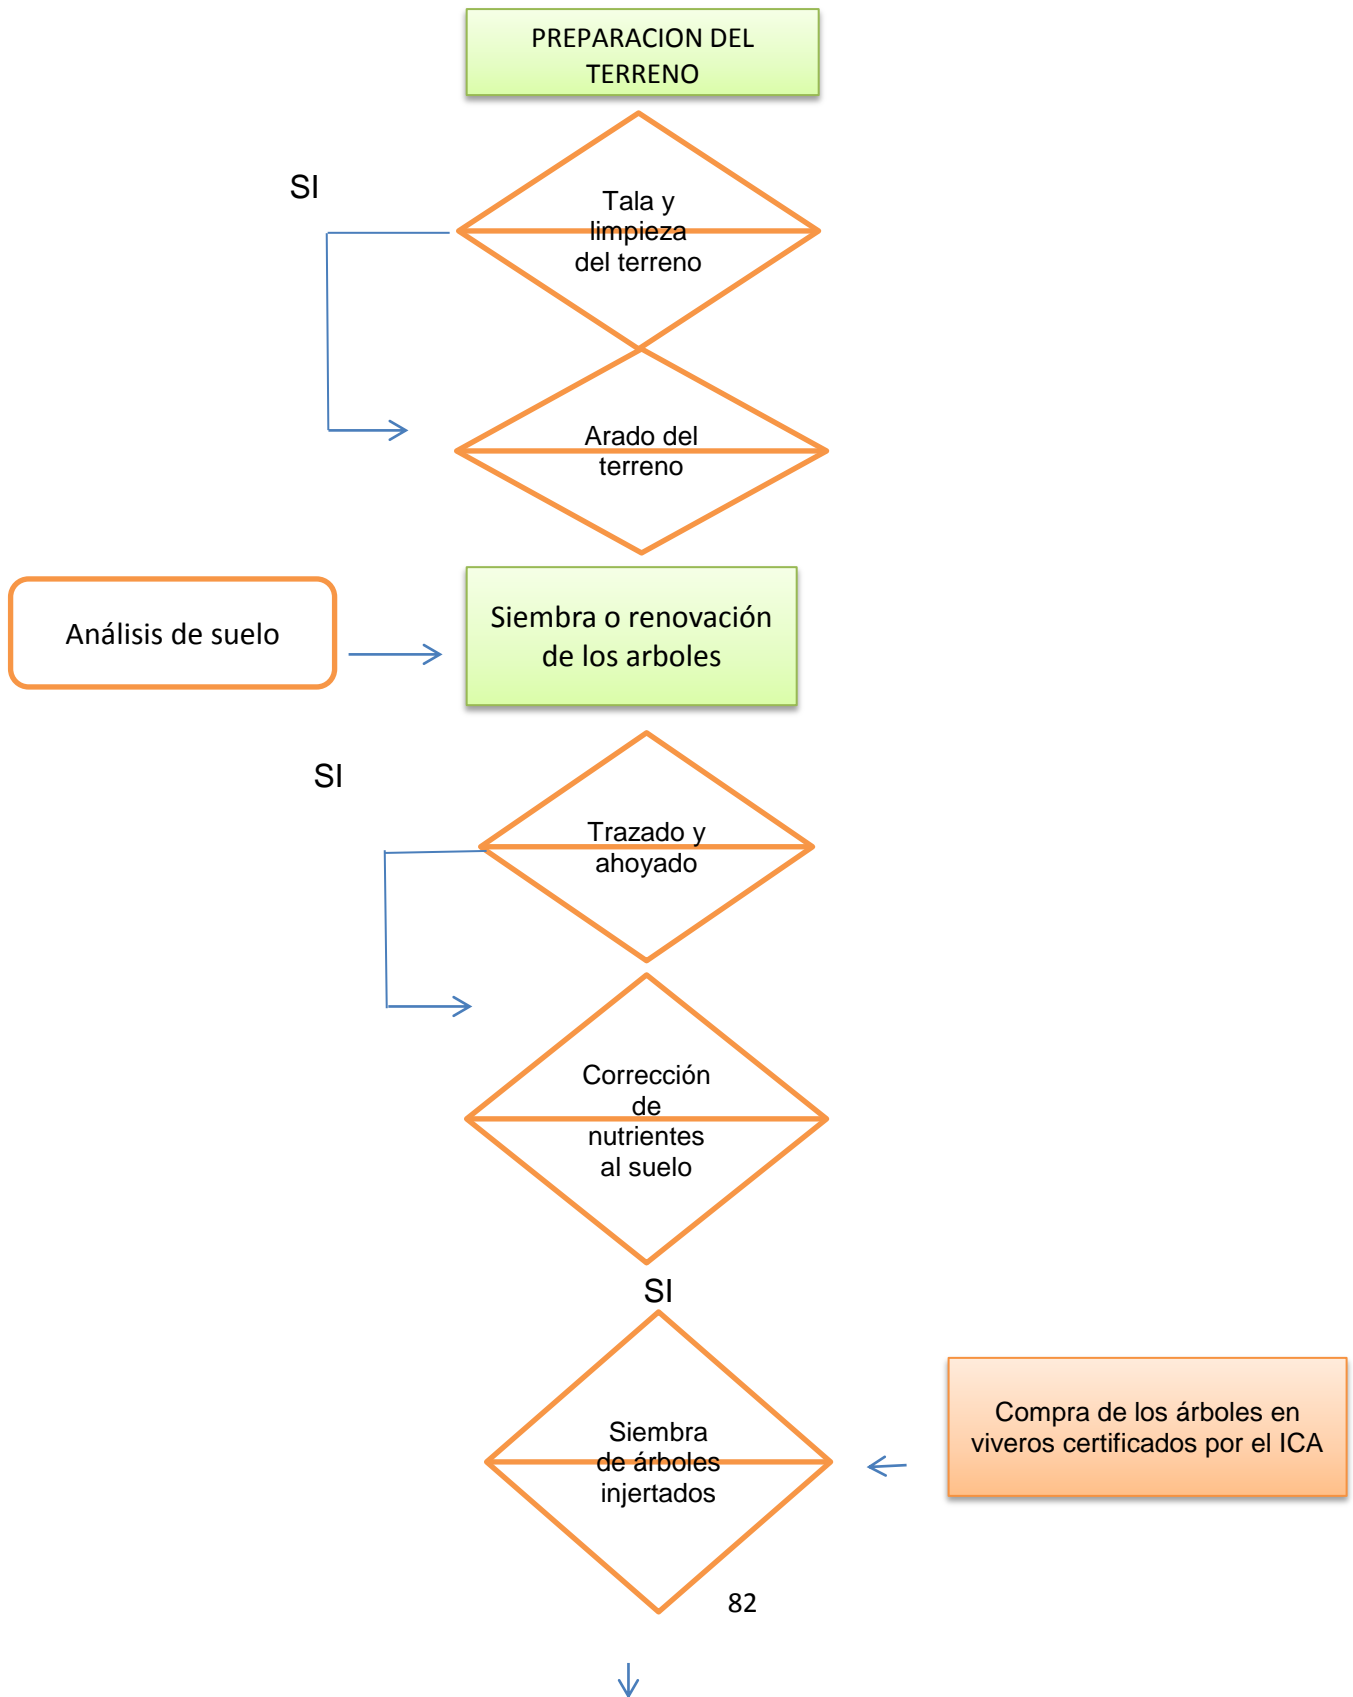 PREPARACION DEL
TERRENO
SI
Tala y
limpieza
del terreno
Arado del
terreno
Análisis de suelo
Siembra o renovación
de los arboles
SI
Trazado y
ahoyado
Corrección
de
nutrientes
al suelo
SI
Siembra
de árboles
injertados
Compra de los árboles en
viveros certificados por el ICA
82